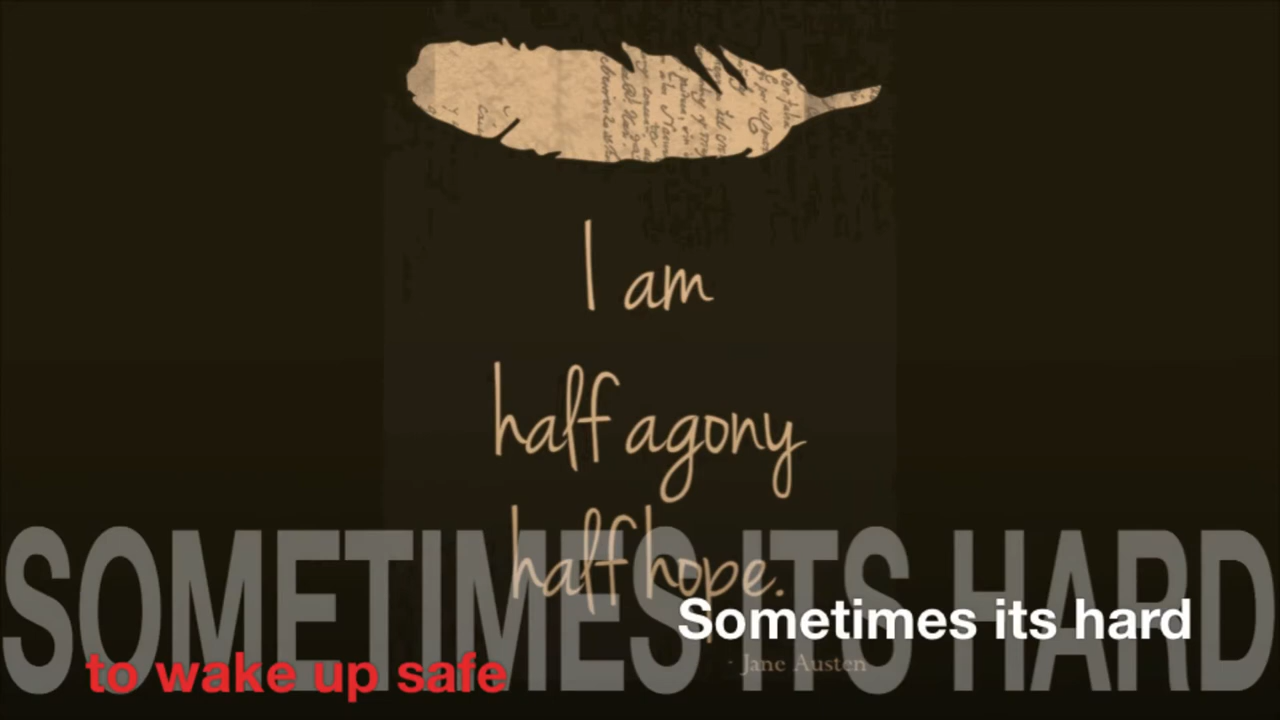 I am
half agony
half hope.
SOMETIMES ITS HARD
Sometimes its hard
- Jane Austen
to wake up safe